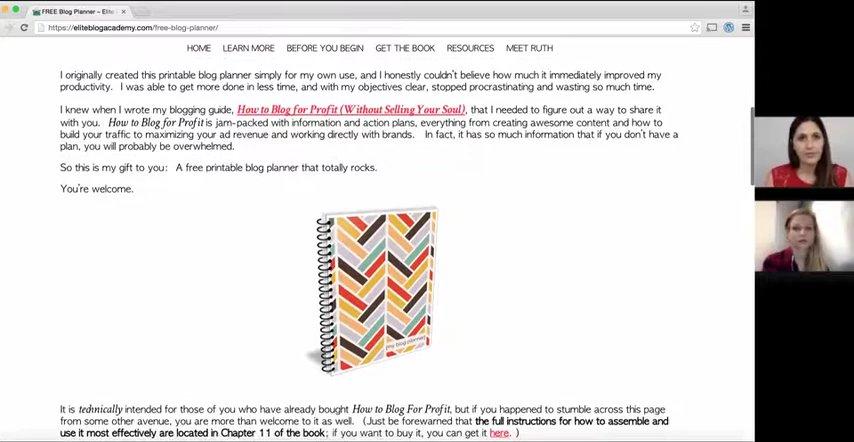 FREE Blog Planner – Elite
https://eliteblogacademy.com/free-blog-planner/
HOME LEARN MORE BEFORE YOU BEGIN GET THE BOOK RESOURCES MEET RUTH
I originally created this printable blog planner simply for my own use, and I honestly couldn't believe how much it immediately improved my
productivity. I was able to get more done in less time, and with my objectives clear, stopped procrastinating and wasting so much time.
I knew when I wrote my blogging guide, How to Blog for Profit (Without Selling Your Soul), that I needed to figure out a way to share it
with you. How to Blog for Profit is jam-packed with information and action plans, everything from creating awesome content and how to
build your traffic to maximizing your ad revenue and working directly with brands. In fact, it has so much information that if you don't have a
plan, you will probably be overwhelmed.
So this is my gift to you: A free printable blog planner that totally rocks.
You're welcome.
{my blog planner}
It is technically intended for those of you who have already bought How to Blog For Profit, but if you happened to stumble across this page
from some other avenue, you are more than welcome to it as well. (Just be forewarned that the full instructions for how to assemble and
use it most effectively are located in Chapter 11 of the book; if you want to buy it, you can get it here. )